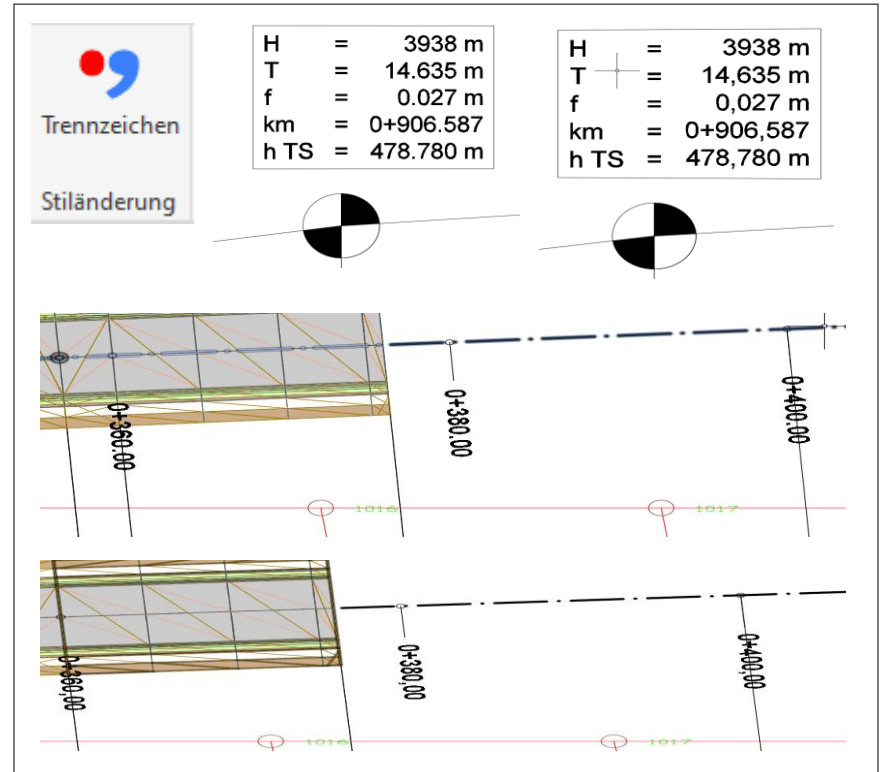 Trennzeichen
Stiländerung
H = 3938 m
T = 14.635 m
f = 0.027 m
km = 0+906.587
h TS = 478.780 m
H = 3938 m
T = 14,635 m
f = 0,027 m
km = 0+906,587
h TS = 478,780 m
0+360.00
0+380.00
0+400.00
1016
1017
0+360,00
0+380,00
0+400,00
1016
1017